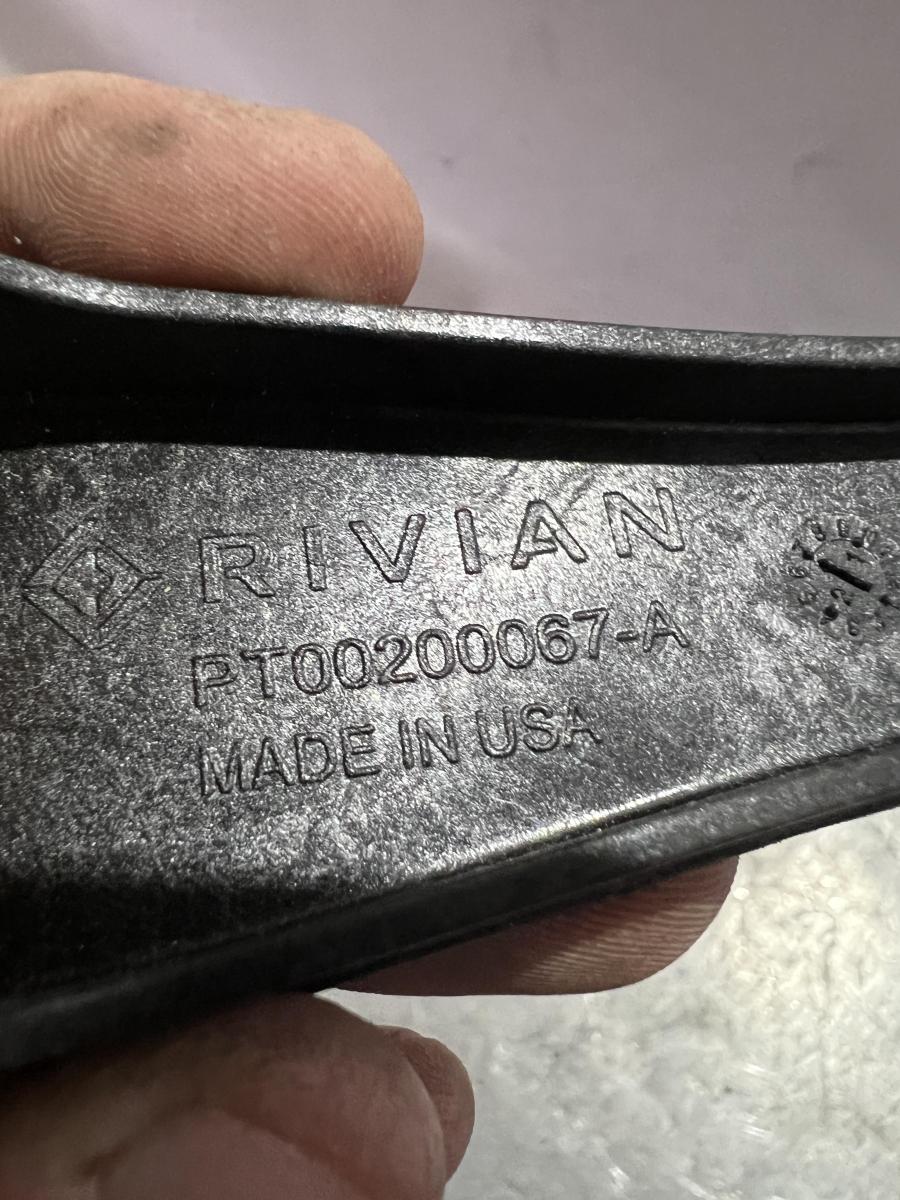 RIVIAN
PT00200067-A
MADE IN USA